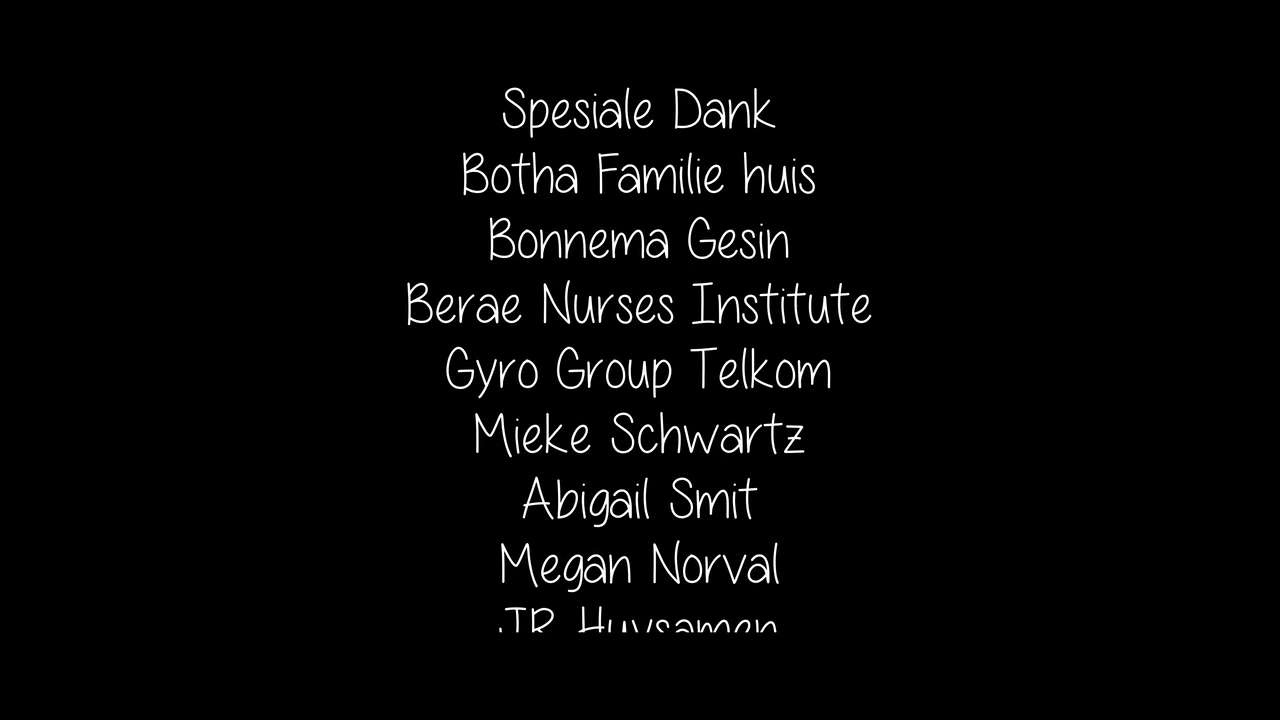 Spesiale Dank
Botha Familie huis
Bonnema Gesin
Berae Nurses Institute
Gyro Group Telkom
Mieke Schwartz
Abigail Smit
Megan Norval
Huysamen